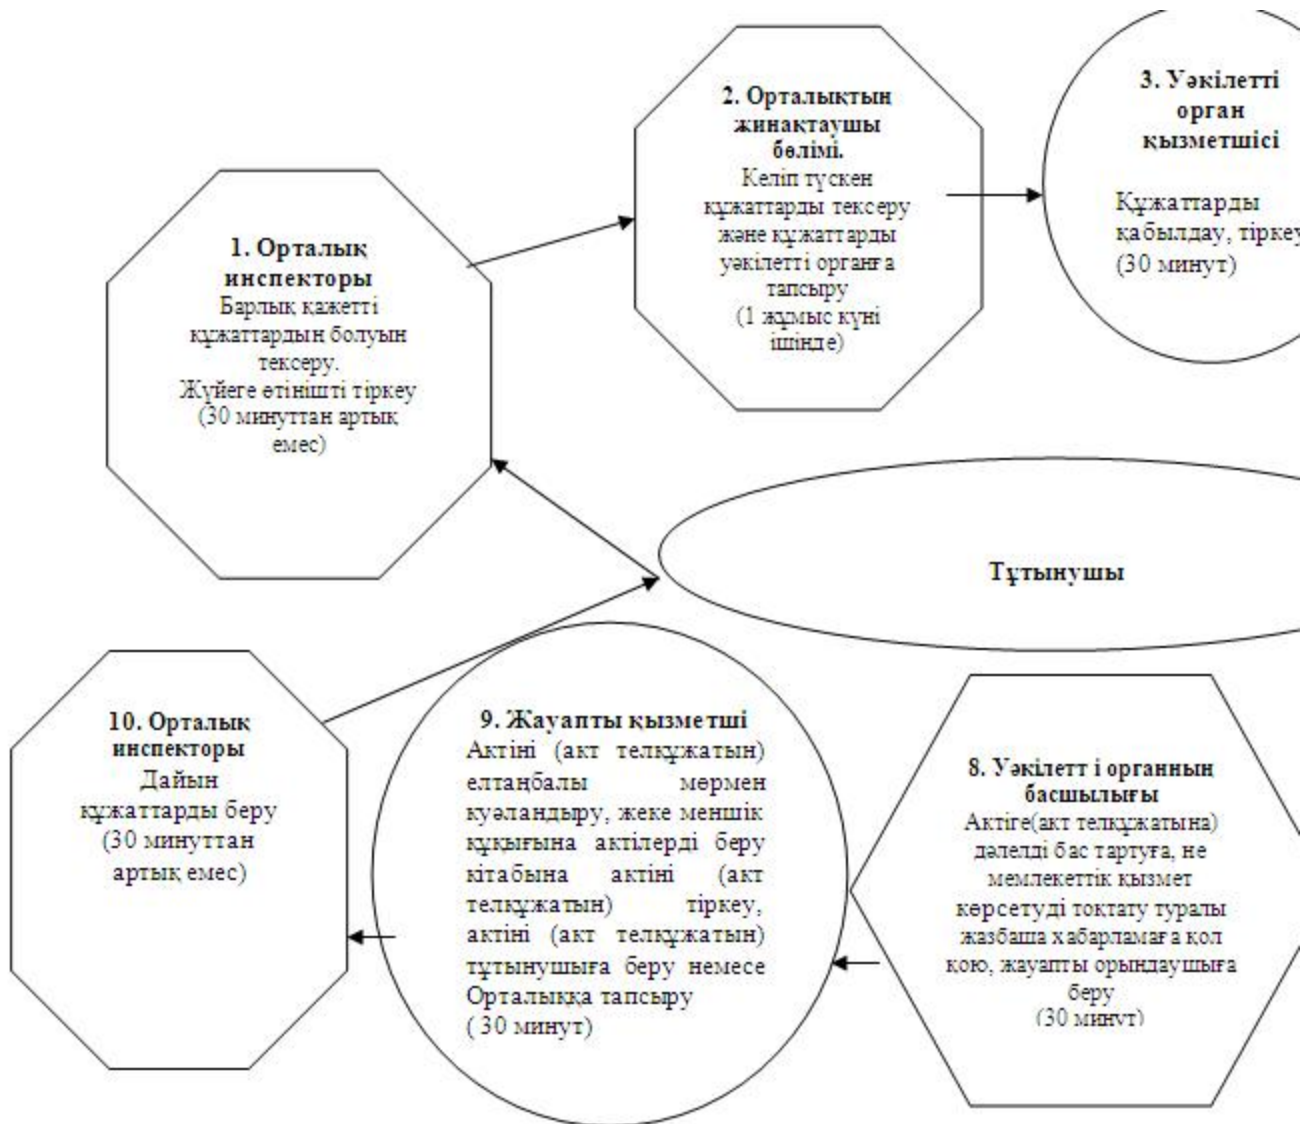 1. Орталық
инспекторы
Барлық қажетті
құжаттардың болуын
тексеру.
Жүйеге өтінішті тіркеу
(30 минуттан артық
емес)
2. Орталықтың
жинақтаушы
бөлімі.
Келіп түскен
құжаттарды тексеру
және құжаттарды
уәкілетті органға
тапсыру
(1 жұмыс күні
ішінде)
3. Уәкілетті
орган
қызметшісі
Құжаттарды
қабылдау, тіркеу
(30 минут)
Тұтынушы
10. Орталық
инспекторы
Дайын
құжаттарды беру
(30 минуттан
артық емес)
9. Жауапты қызметші
Актіні (акт телқұжатын)
елтаңбалы мөрмен
куәландыру, жеке меншік
құқығына актілерді беру
кітабына актіні (акт
телқұжатын) тіркеу,
актіні (акт телқұжатын)
тұтынушыға беру немесе
Орталыққа тапсыру
( 30 минут)
8. Уәкілетт і органның
басшылығы
Актіге(акт телқұжатына)
дәлелді бас тартуға, не
мемлекеттік қызмет
көрсетуді тоқтату туралы
жазбаша хабарламаға қол
қою, жауапты орындаушыға
беру
(30 минут)